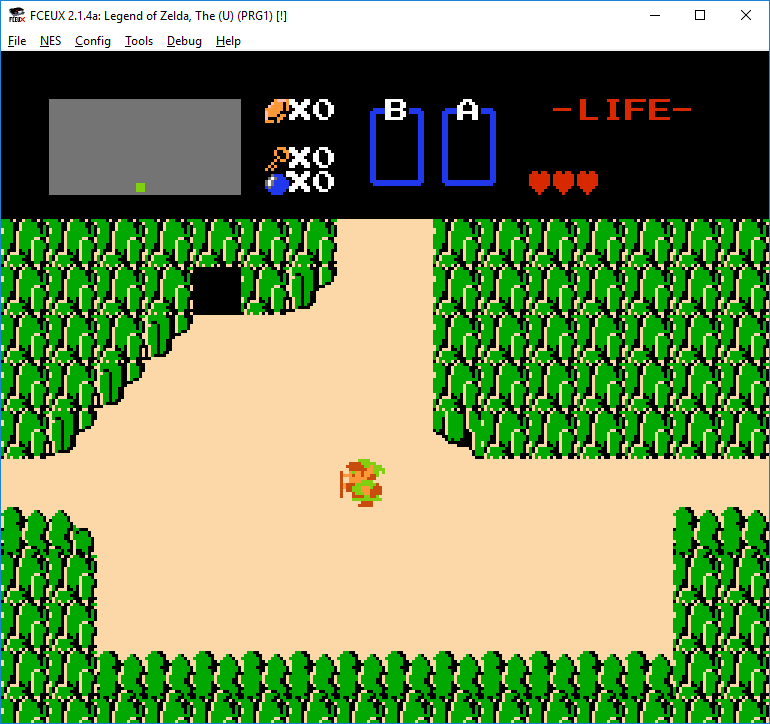 FCEUX 2.1.4a: Legend of Zelda, The (U) (PRG1) [!]
File NES Config Tools Debug Help
X0 B A -LIFE-
X0
X0